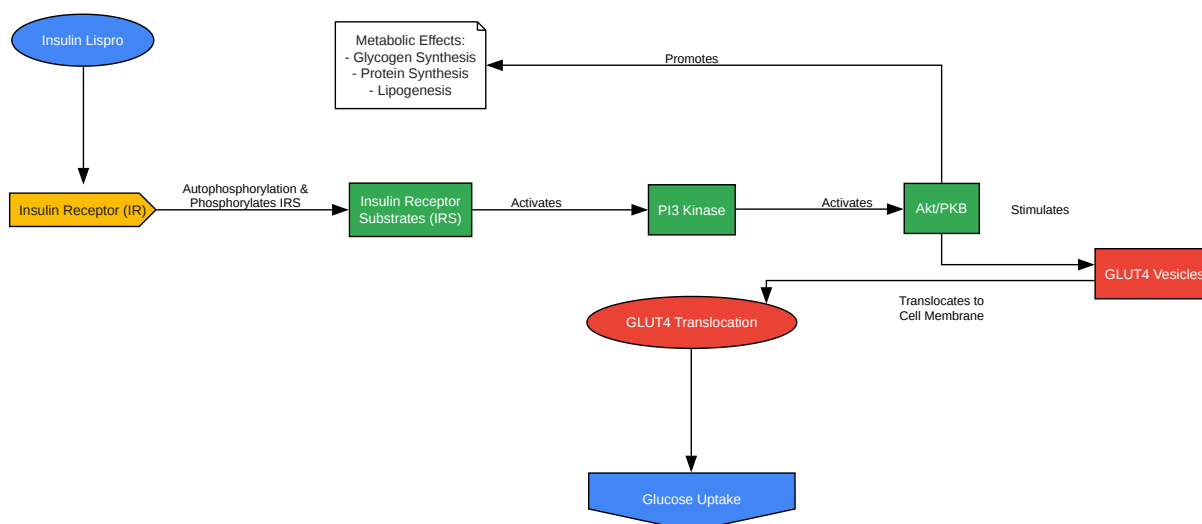 Insulin Lispro
Metabolic Effects:
- Glycogen Synthesis
- Protein Synthesis
- Lipogenesis
Promotes
Insulin Receptor (IR)
Autophosphorylation &
Phosphorylates IRS
Insulin Receptor
Substrates (IRS)
Activates
PI3 Kinase
Activates
Akt/PKB
Stimulates
GLUT4 Vesicles
Translocates to
Cell Membrane
GLUT4 Translocation
Glucose Uptake